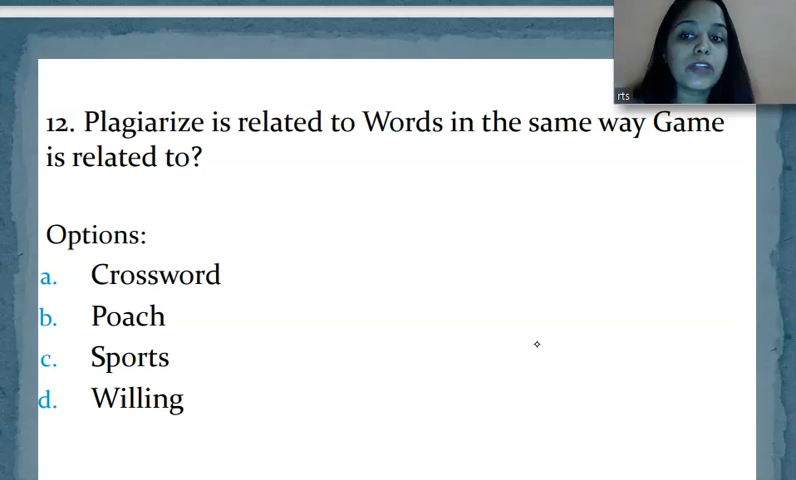 rts
12. Plagiarize is related to Words in the same way Game
is related to?
Options:
a. Crossword
b. Poach
c. Sports
d. Willing